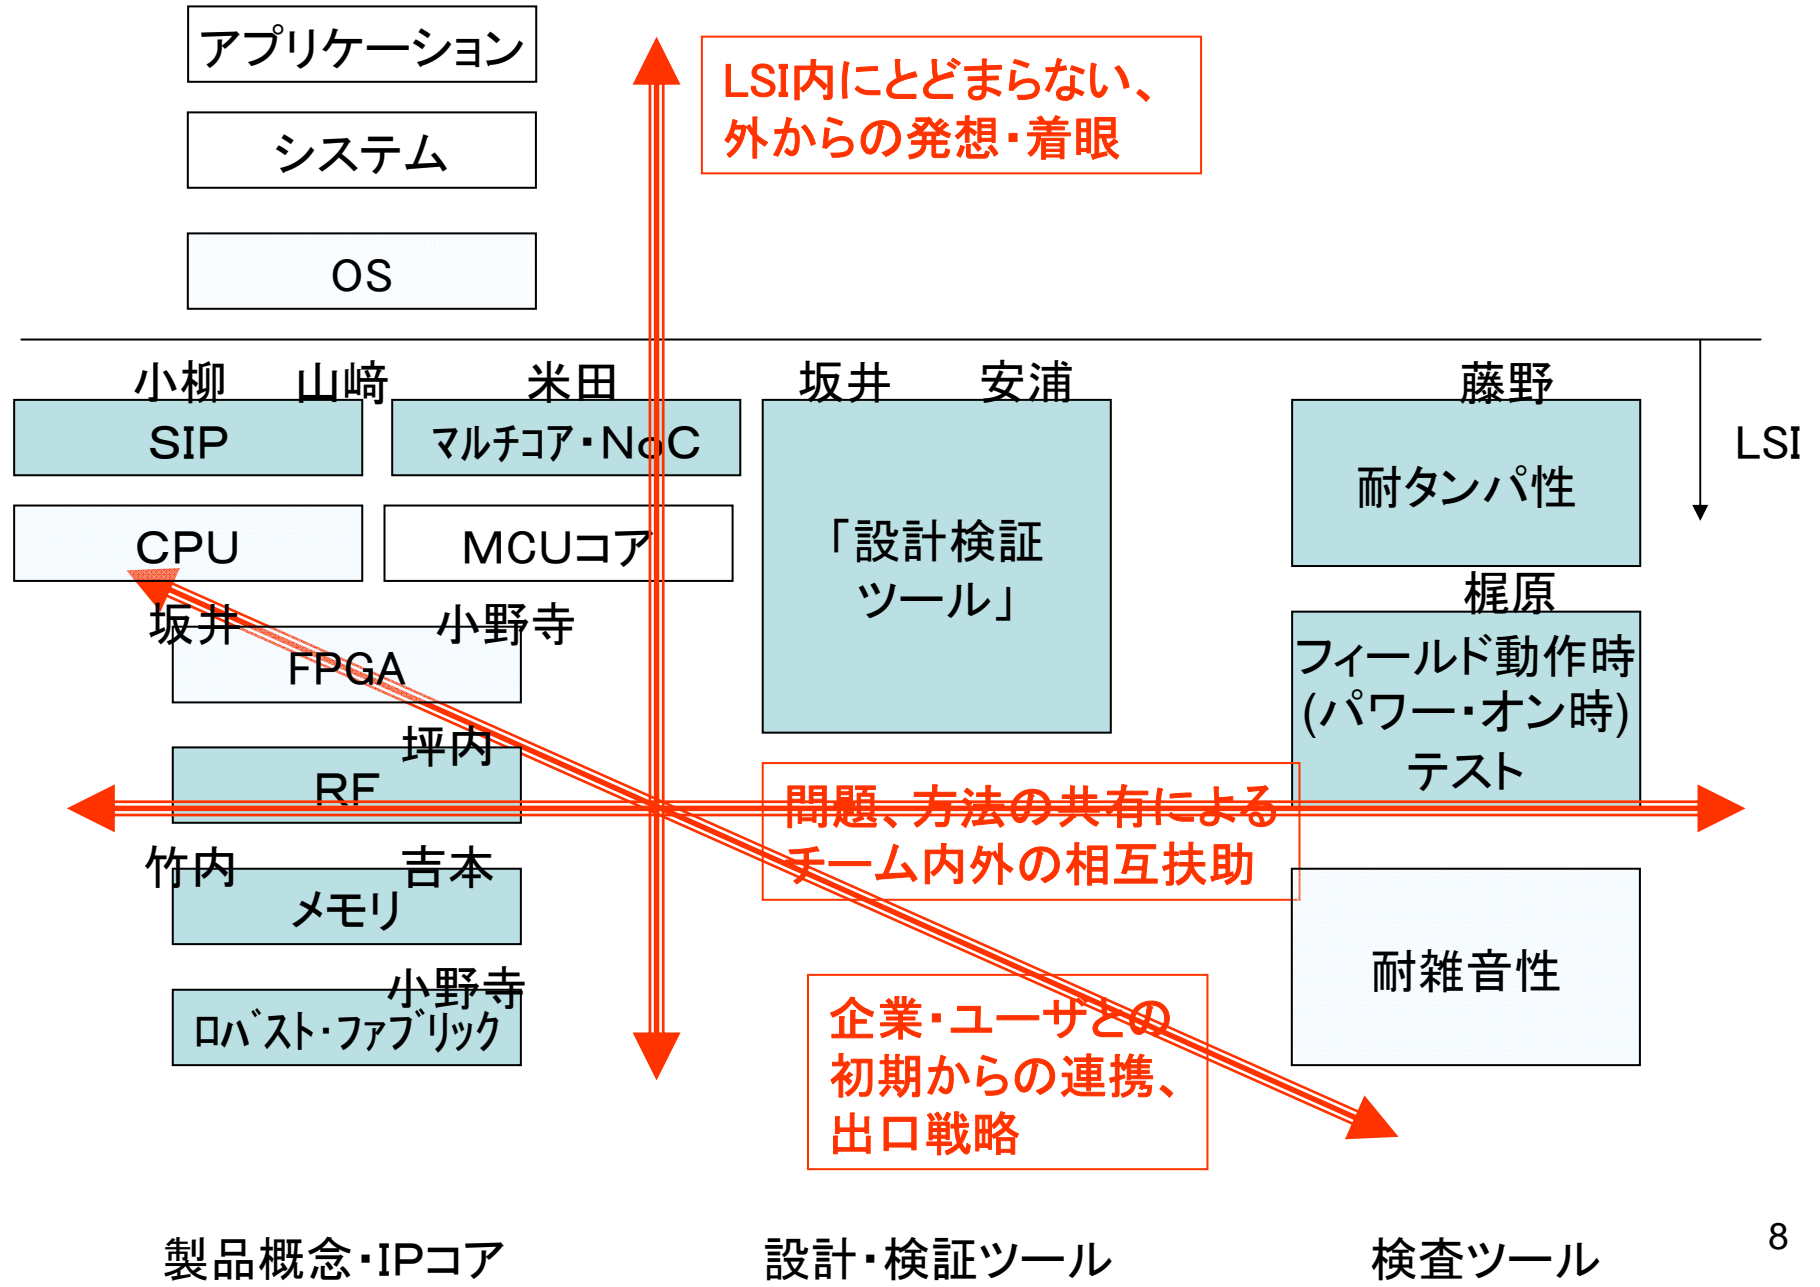 アプリケーション
LSI内にとどまらない、
外からの発想・着眼
システム
OS
小柳 山﨑 米田 坂井 安浦 藤野
SIP
マルチコア・NoC
LSI
耐タンパ性
CPU
MCUコア
「設計検証
ツール」
梶原
坂井 小野寺
FPGA
フィールド動作時
(パワー・オン時)
テスト
坪内
RF
問題、方法の共有による
チーム内外の相互扶助
竹内 吉本
メモリ
耐雑音性
小野寺
ロバスト・ファブリック
企業・ユーザとの
初期からの連携、
出口戦略
製品概念・IPコア
設計・検証ツール
検査ツール
8